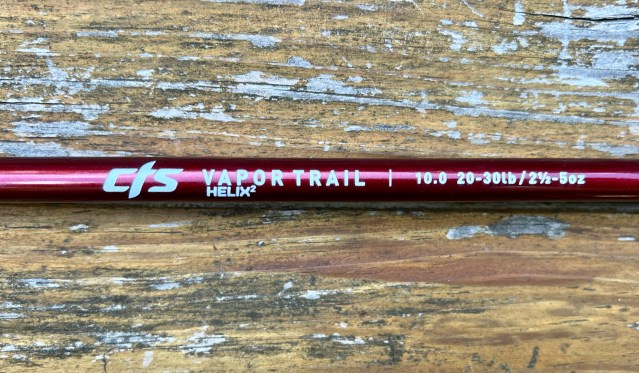 CTS VAPOR TRAIL | 10.0 20-30lb/2½-5oz
HELIX²